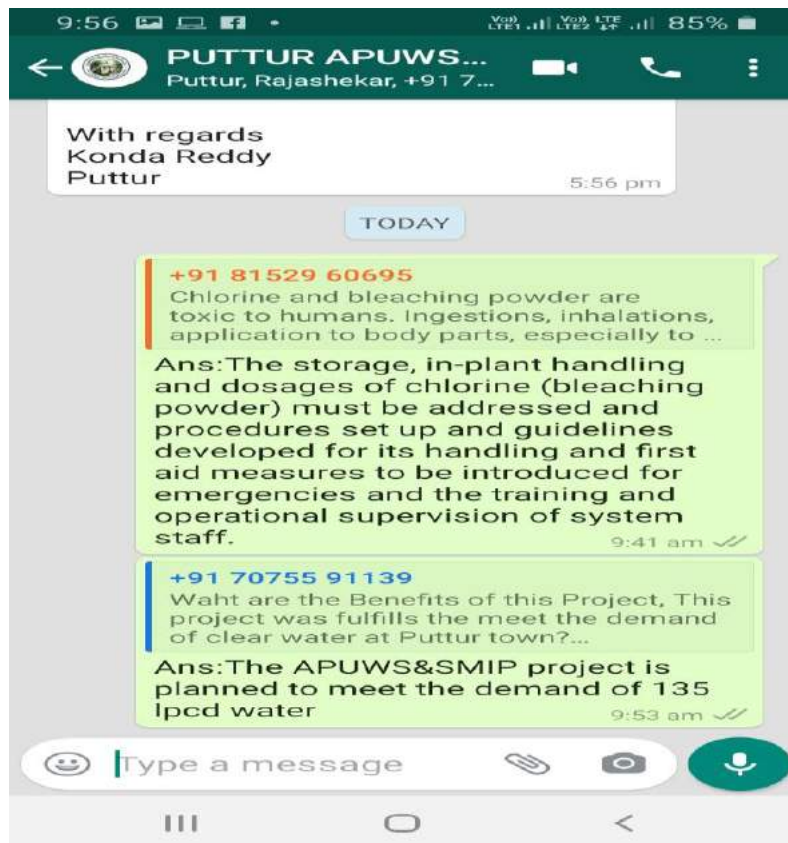 9:56 85%
PUTTUR APUWS...
Puttur, Rajashekar, +91 7...
With regards
Konda Reddy
Puttur
5:56 pm
TODAY
+91 81529 60695
Chlorine and bleaching powder are
toxic to humans. Ingestions, inhalations,
application to body parts, especially to ...
Ans:The storage, in-plant handling
and dosages of chlorine (bleaching
powder) must be addressed and
procedures set up and guidelines
developed for its handling and first
aid measures to be introduced for
emergencies and the training and
operational supervision of system
staff.
9:41 am
+91 70755 91139
Waht are the Benefits of this Project, This
project was fulfills the meet the demand
of clear water at Puttur town?...
Ans:The APUWS&SMIP project is
planned to meet the demand of 135
lpcd water
9:53 am
Type a message